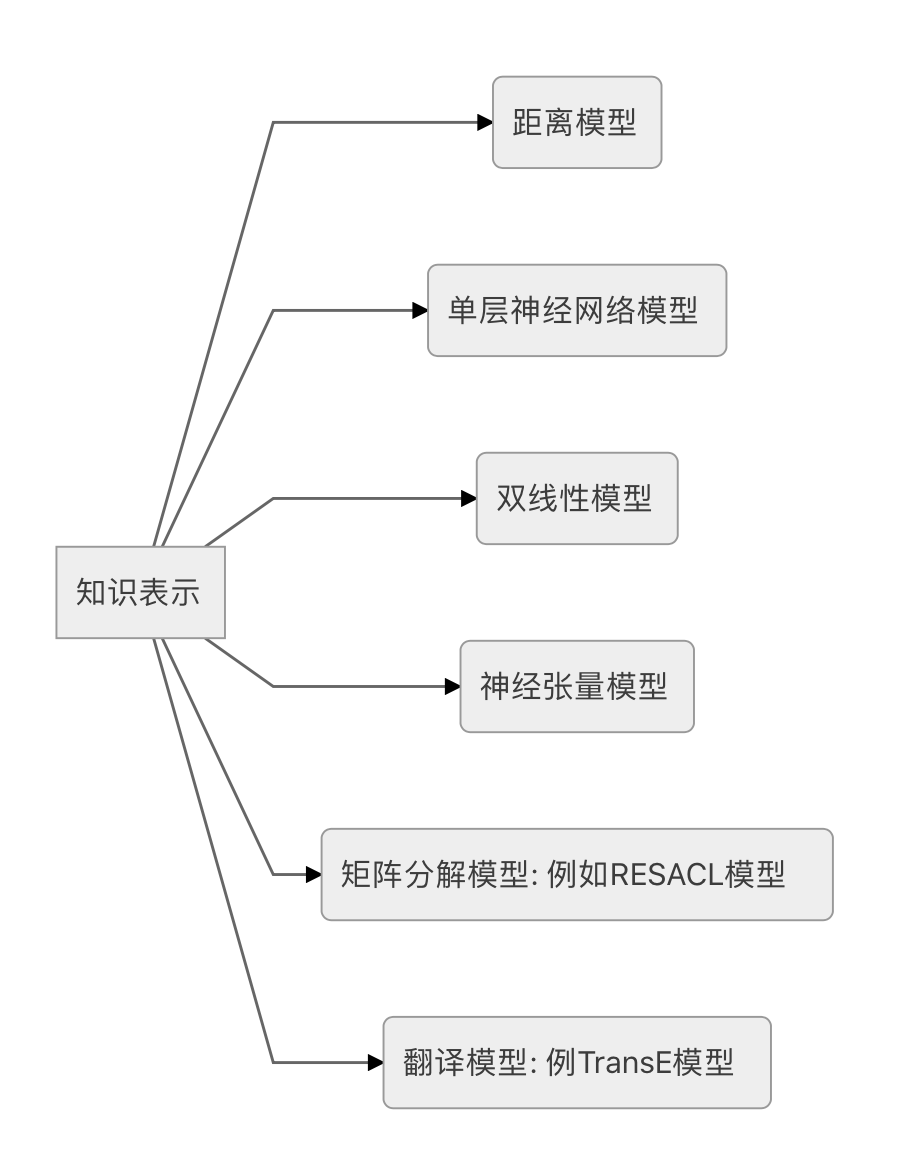 距离模型
单层神经网络模型
双线性模型
知识表示
神经张量模型
矩阵分解模型: 例如RESACL模型
翻译模型: 例TransE模型